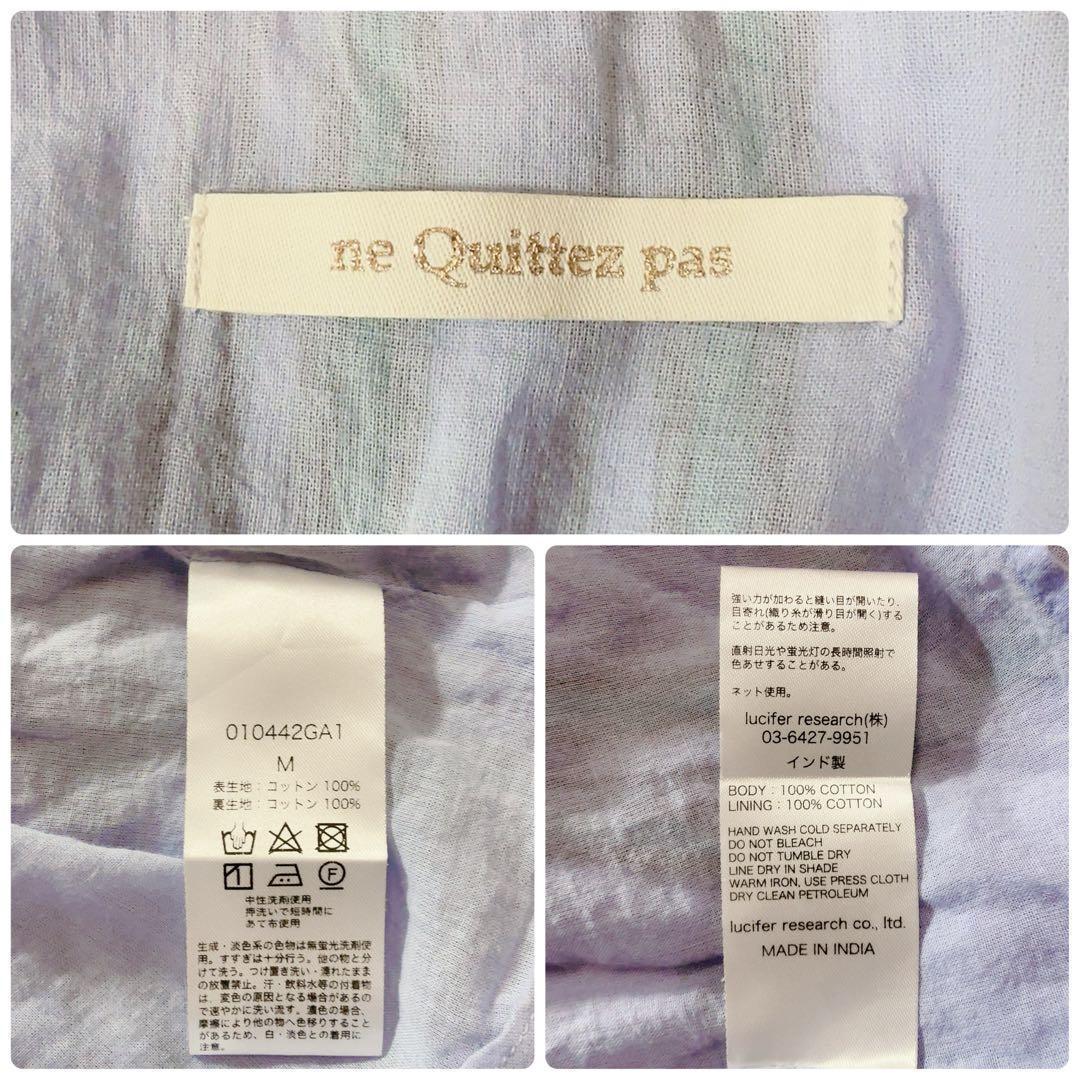 ne Quittez pas
010442GA1
M
表生地：コットン 100%
裏生地：コットン 100%
F
中性洗剤使用
押洗いで短時間に
あて布使用
生成・淡色系の色物は無蛍光洗剤使
用。すすぎは十分行う。他の物と分
けて洗う。つけ置き洗い・濡れたまま
の放置禁止。汗・飲料水等の付着物
は、変色の原因となる場合があるの
で速やかに洗い流す。濃色の場合、
摩擦により他の物へ色移りすること
があるため、白・淡色との着用に
注意。
強い力が加わると縫い目が開いたり、
目寄れ(織り糸が滑り目が開く)する
ことがあるため注意。
直射日光や蛍光灯の長時間照射で
色あせすることがある。
ネット使用。
lucifer research(株)
03-6427-9951
インド製
BODY : 100% COTTON
LINING : 100% COTTON
HAND WASH COLD SEPARATELY
DO NOT BLEACH
DO NOT TUMBLE DRY
LINE DRY IN SHADE
WARM IRON, USE PRESS CLOTH
DRY CLEAN PETROLEUM
lucifer research co., ltd.
MADE IN INDIA